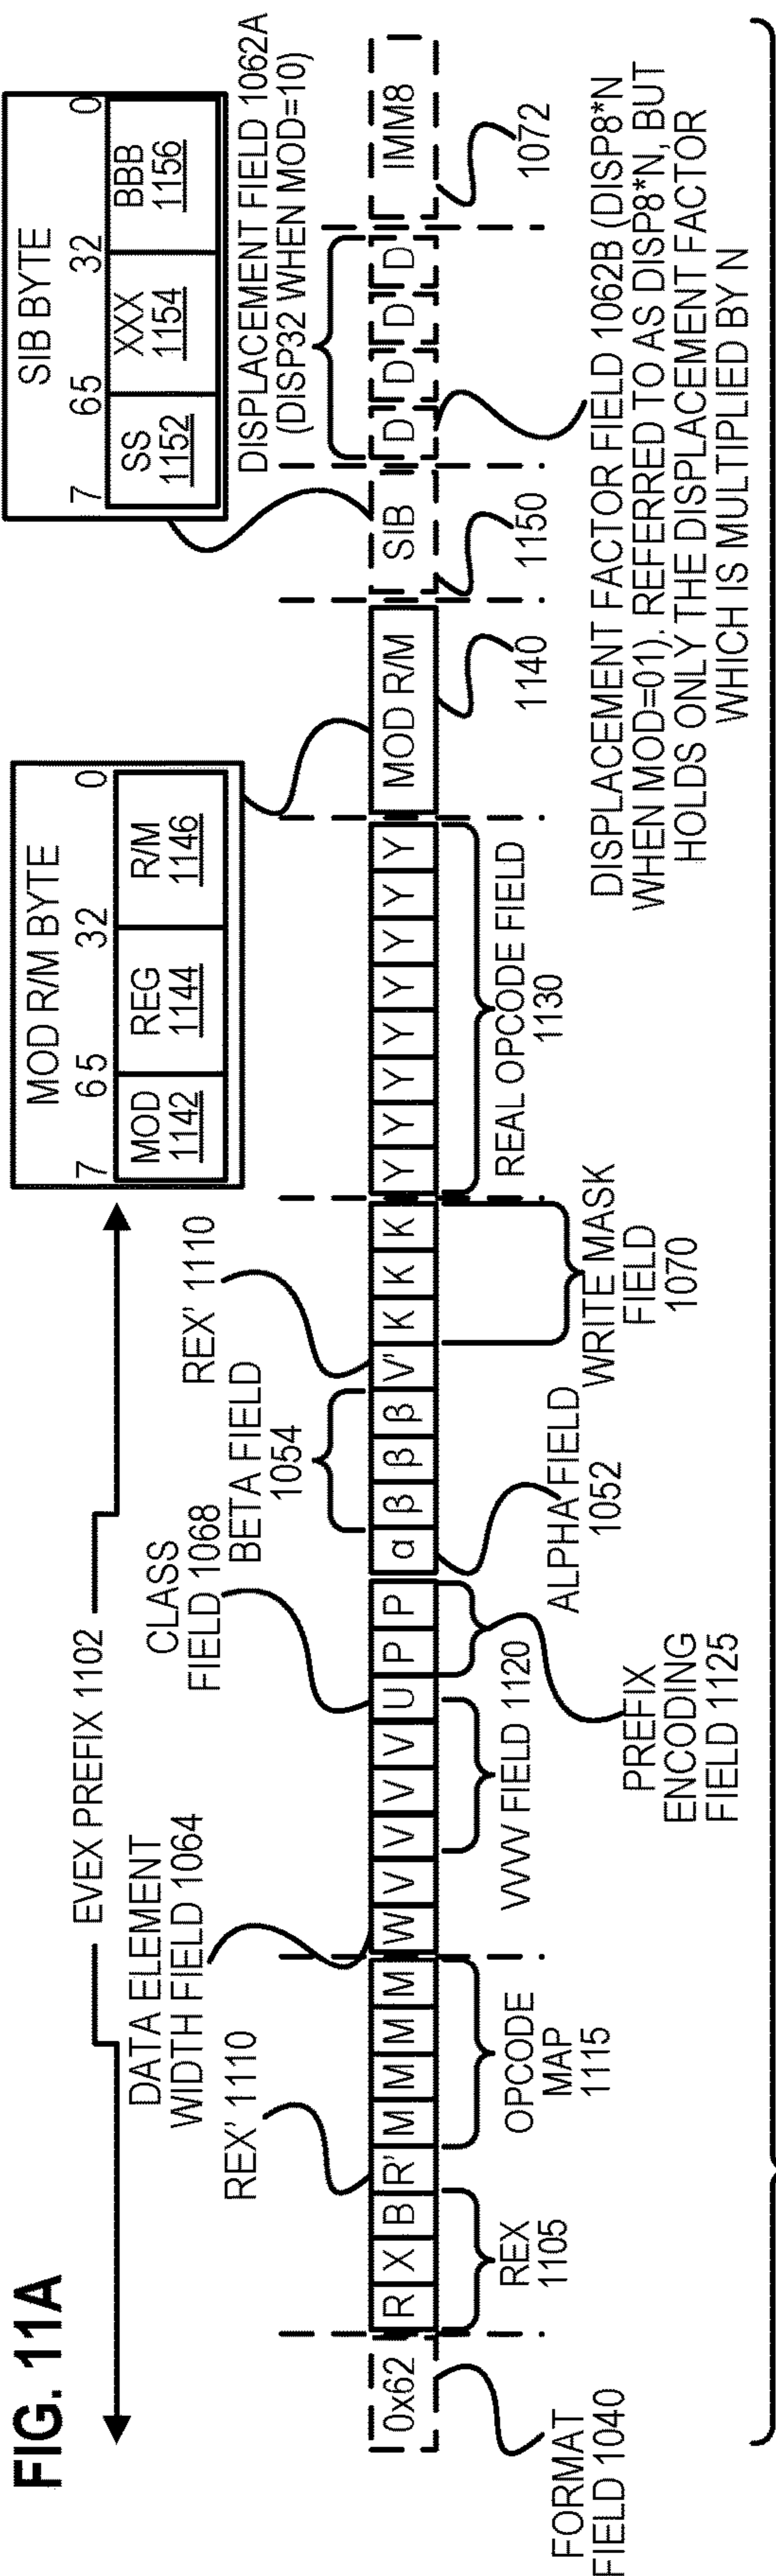 FIG. 11A
EVEX PREFIX 1102
MOD R/M BYTE
7
65
32
0
MOD
1142
REG
1144
R/M
1146
SIB BYTE
7
65
32
0
SS
1152
XXX
1154
BBB
1156
REX' 1110
DATA ELEMENT
WIDTH FIELD 1064
CLASS
FIELD 1068
BETA FIELD
1054
REX' 1110
DISPLACEMENT FIELD 1062A
(DISP32 WHEN MOD=10)
0x62
R X B R' M M M M
W V V V V U P P
α β β β V' K K K
Y Y Y Y Y Y Y Y
MOD R/M
SIB
D D D D
IMM8
FORMAT
FIELD 1040
REX
1105
OPCODE
MAP
1115
VVVV FIELD 1120
PREFIX
ENCODING
FIELD 1125
ALPHA FIELD
1052
WRITE MASK
FIELD
1070
REAL OPCODE FIELD
1130
1140
1150
1072
DISPLACEMENT FACTOR FIELD 1062B (DISP8*N
WHEN MOD=01). REFERRED TO AS DISP8*N, BUT
HOLDS ONLY THE DISPLACEMENT FACTOR
WHICH IS MULTIPLIED BY N